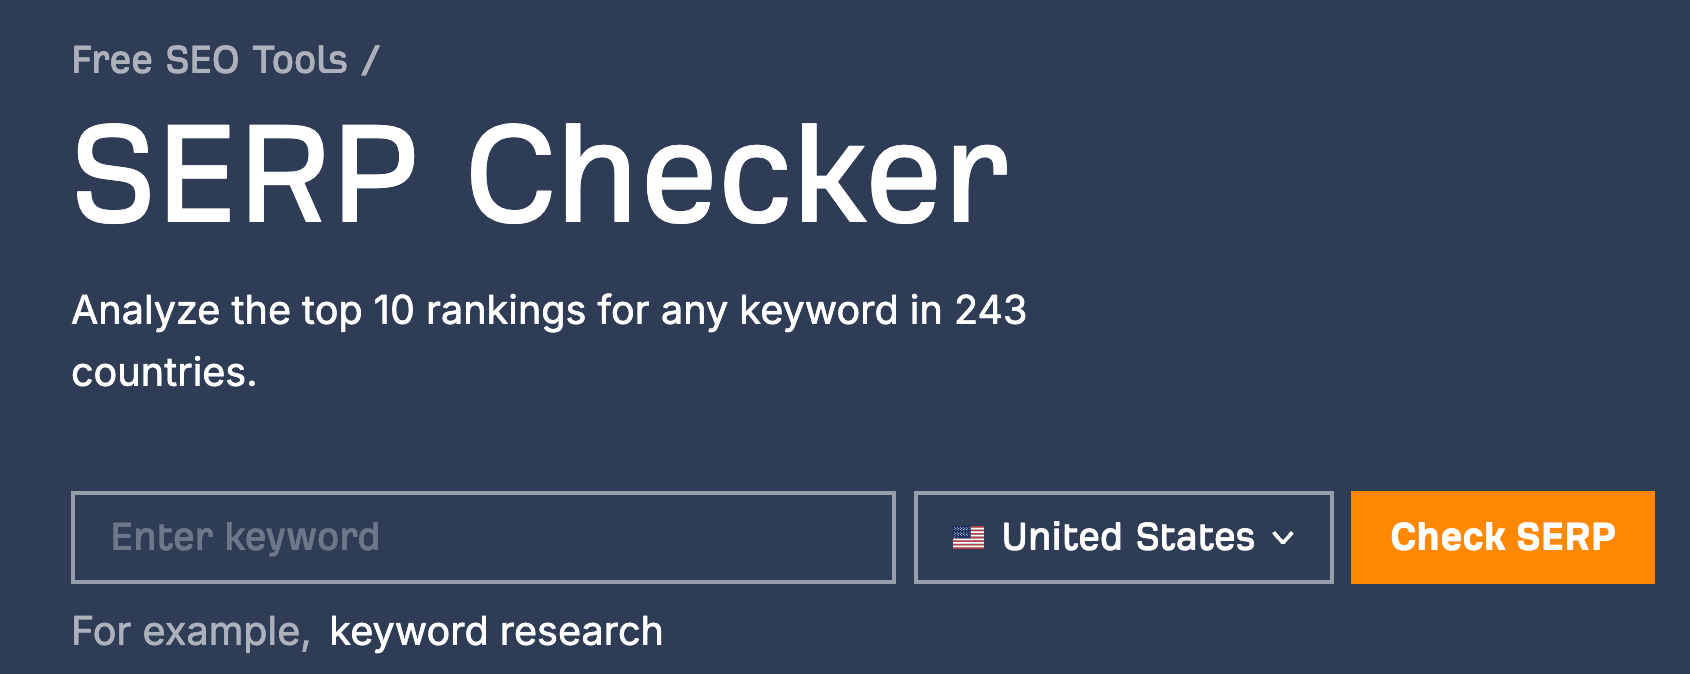 Free SEO Tools /
SERP Checker
Analyze the top 10 rankings for any keyword in 243
countries.
Enter keyword
United States
Check SERP
For example, keyword research